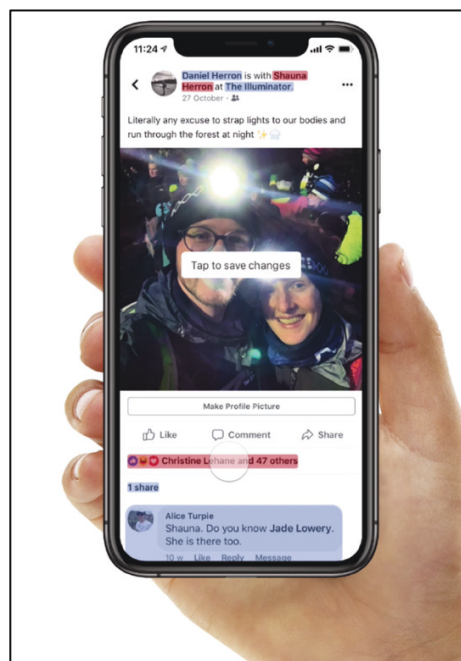 11:24
Daniel Herron is with Shauna
Herron at The Illuminator.
27 October ·
Literally any excuse to strap lights to our bodies and
run through the forest at night ✨🌧
Tap to save changes
Make Profile Picture
Like Comment Share
Christine Lehane and 47 others
1 share
Alice Turpie
Shauna. Do you know Jade Lowery.
She is there too.
10 w Like Reply Message